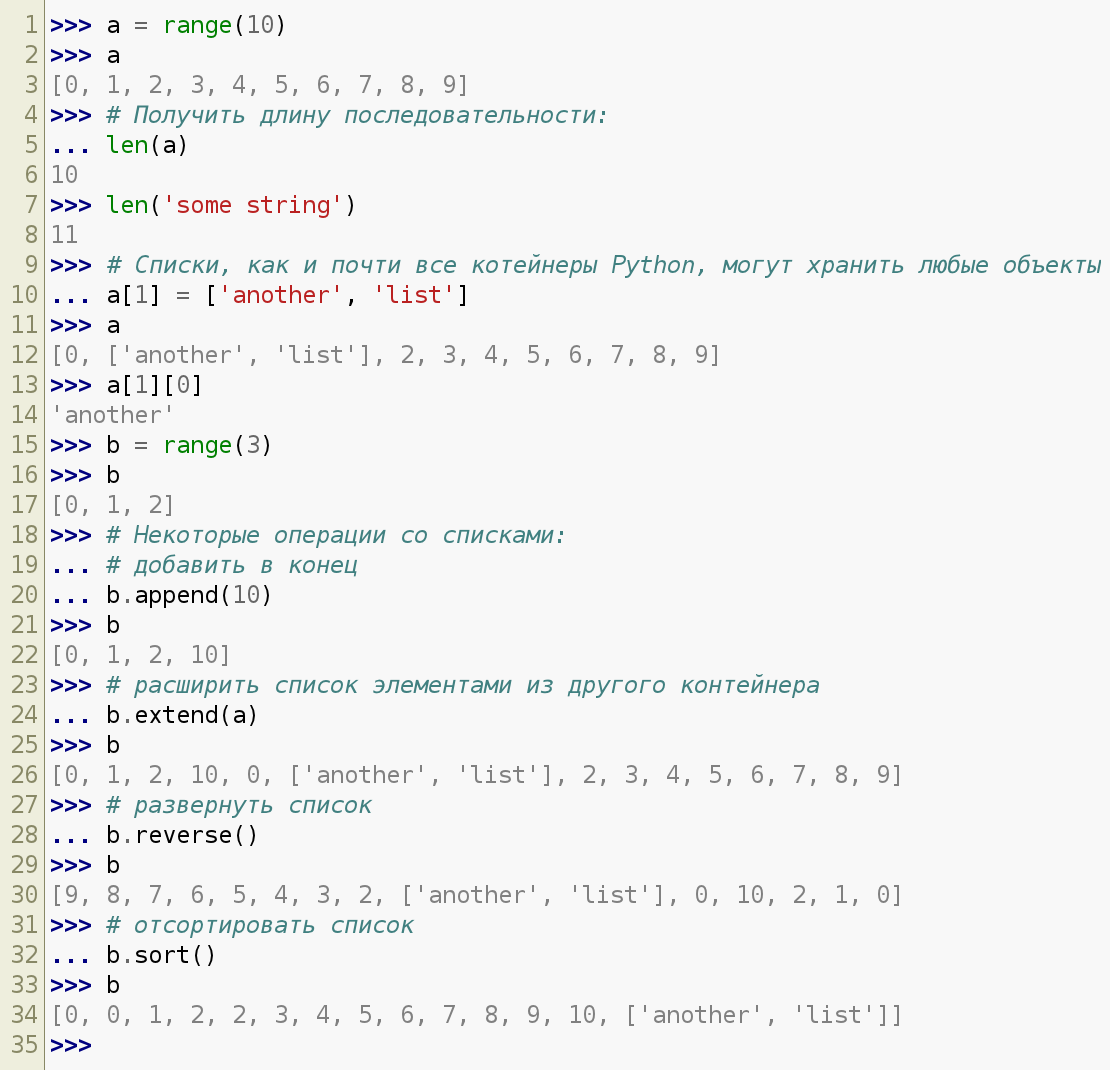 1 >>> a = range(10)
2 >>> a
3 [0, 1, 2, 3, 4, 5, 6, 7, 8, 9]
4 >>> # Получить длину последовательности:
5 ... len(a)
6 10
7 >>> len('some string')
8 11
9 >>> # Списки, как и почти все котейнеры Python, могут хранить любые объекты
10 ... a[1] = ['another', 'list']
11 >>> a
12 [0, ['another', 'list'], 2, 3, 4, 5, 6, 7, 8, 9]
13 >>> a[1][0]
14 'another'
15 >>> b = range(3)
16 >>> b
17 [0, 1, 2]
18 >>> # Некоторые операции со списками:
19 ... # добавить в конец
20 ... b.append(10)
21 >>> b
22 [0, 1, 2, 10]
23 >>> # расширить список элементами из другого контейнера
24 ... b.extend(a)
25 >>> b
26 [0, 1, 2, 10, 0, ['another', 'list'], 2, 3, 4, 5, 6, 7, 8, 9]
27 >>> # развернуть список
28 ... b.reverse()
29 >>> b
30 [9, 8, 7, 6, 5, 4, 3, 2, ['another', 'list'], 0, 10, 2, 1, 0]
31 >>> # отсортировать список
32 ... b.sort()
33 >>> b
34 [0, 0, 1, 2, 2, 3, 4, 5, 6, 7, 8, 9, 10, ['another', 'list']]
35 >>>